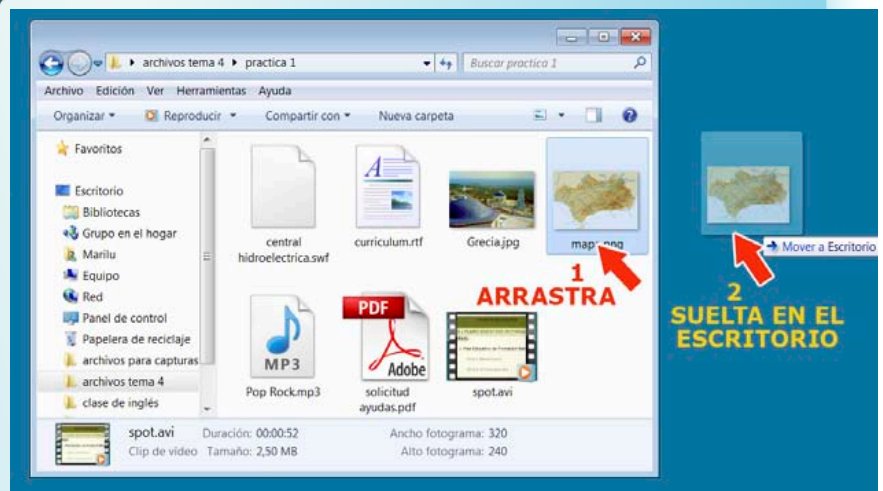 archivos tema 4 ▸ practica 1
Buscar practica 1
Archivo Edición Ver Herramientas Ayuda
Organizar Reproducir Compartir con Nueva carpeta
Favoritos
Escritorio
Bibliotecas
Grupo en el hogar
Marilu
Equipo
Red
Panel de control
Papelera de reciclaje
archivos para capturas
archivos tema 4
clase de inglés
central
hidroelectrica.swf
curriculum.rtf
Grecia.jpg
mapa.png
1
ARRASTRA
MP3
Pop Rock.mp3
PDF
Adobe
solicitud
ayudas.pdf
spot.avi
Mover a Escritorio
2
SUELTA EN EL
ESCRITORIO
spot.avi Duración: 00:00:52 Ancho fotograma: 320
Clip de vídeo Tamaño: 2,50 MB Alto fotograma: 240